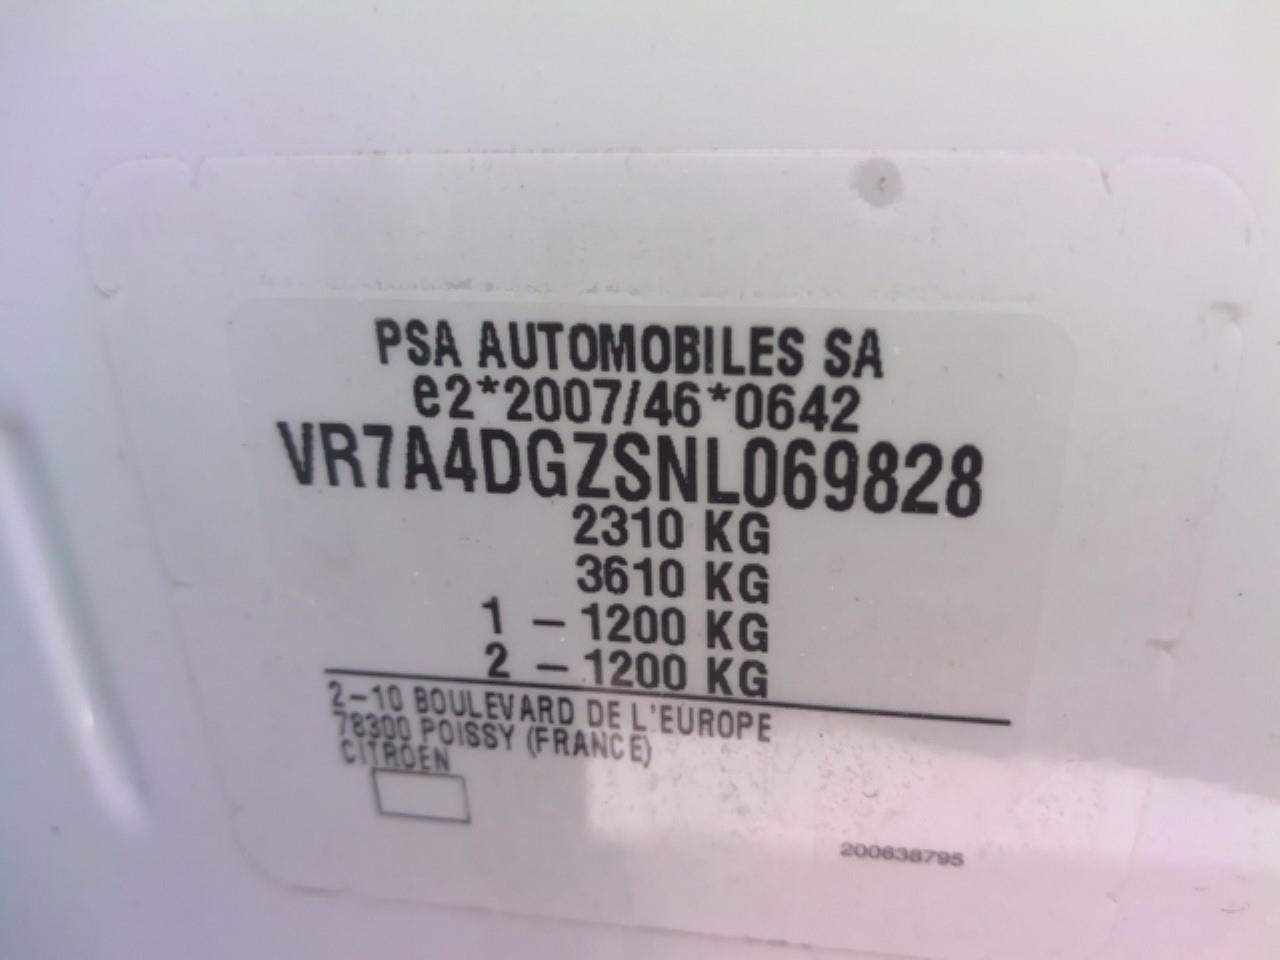 PSA AUTOMOBILES SA
e2*2007/46*0642
VR7A4DGZSNL069828
2310 KG
3610 KG
1 - 1200 KG
2 - 1200 KG
2-10 BOULEVARD DE L'EUROPE
78300 POISSY (FRANCE)
CITROEN
200638795